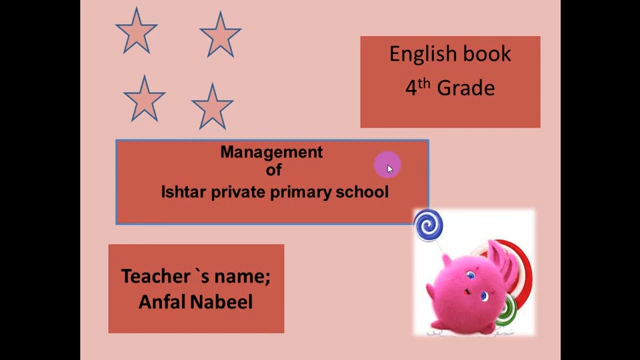 English book
4th Grade
Management
of
Ishtar private primary school
Teacher `s name;
Anfal Nabeel